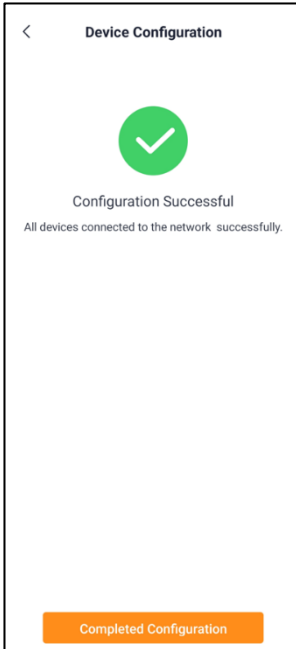 Device Configuration
Configuration Successful
All devices connected to the network successfully.
Completed Configuration